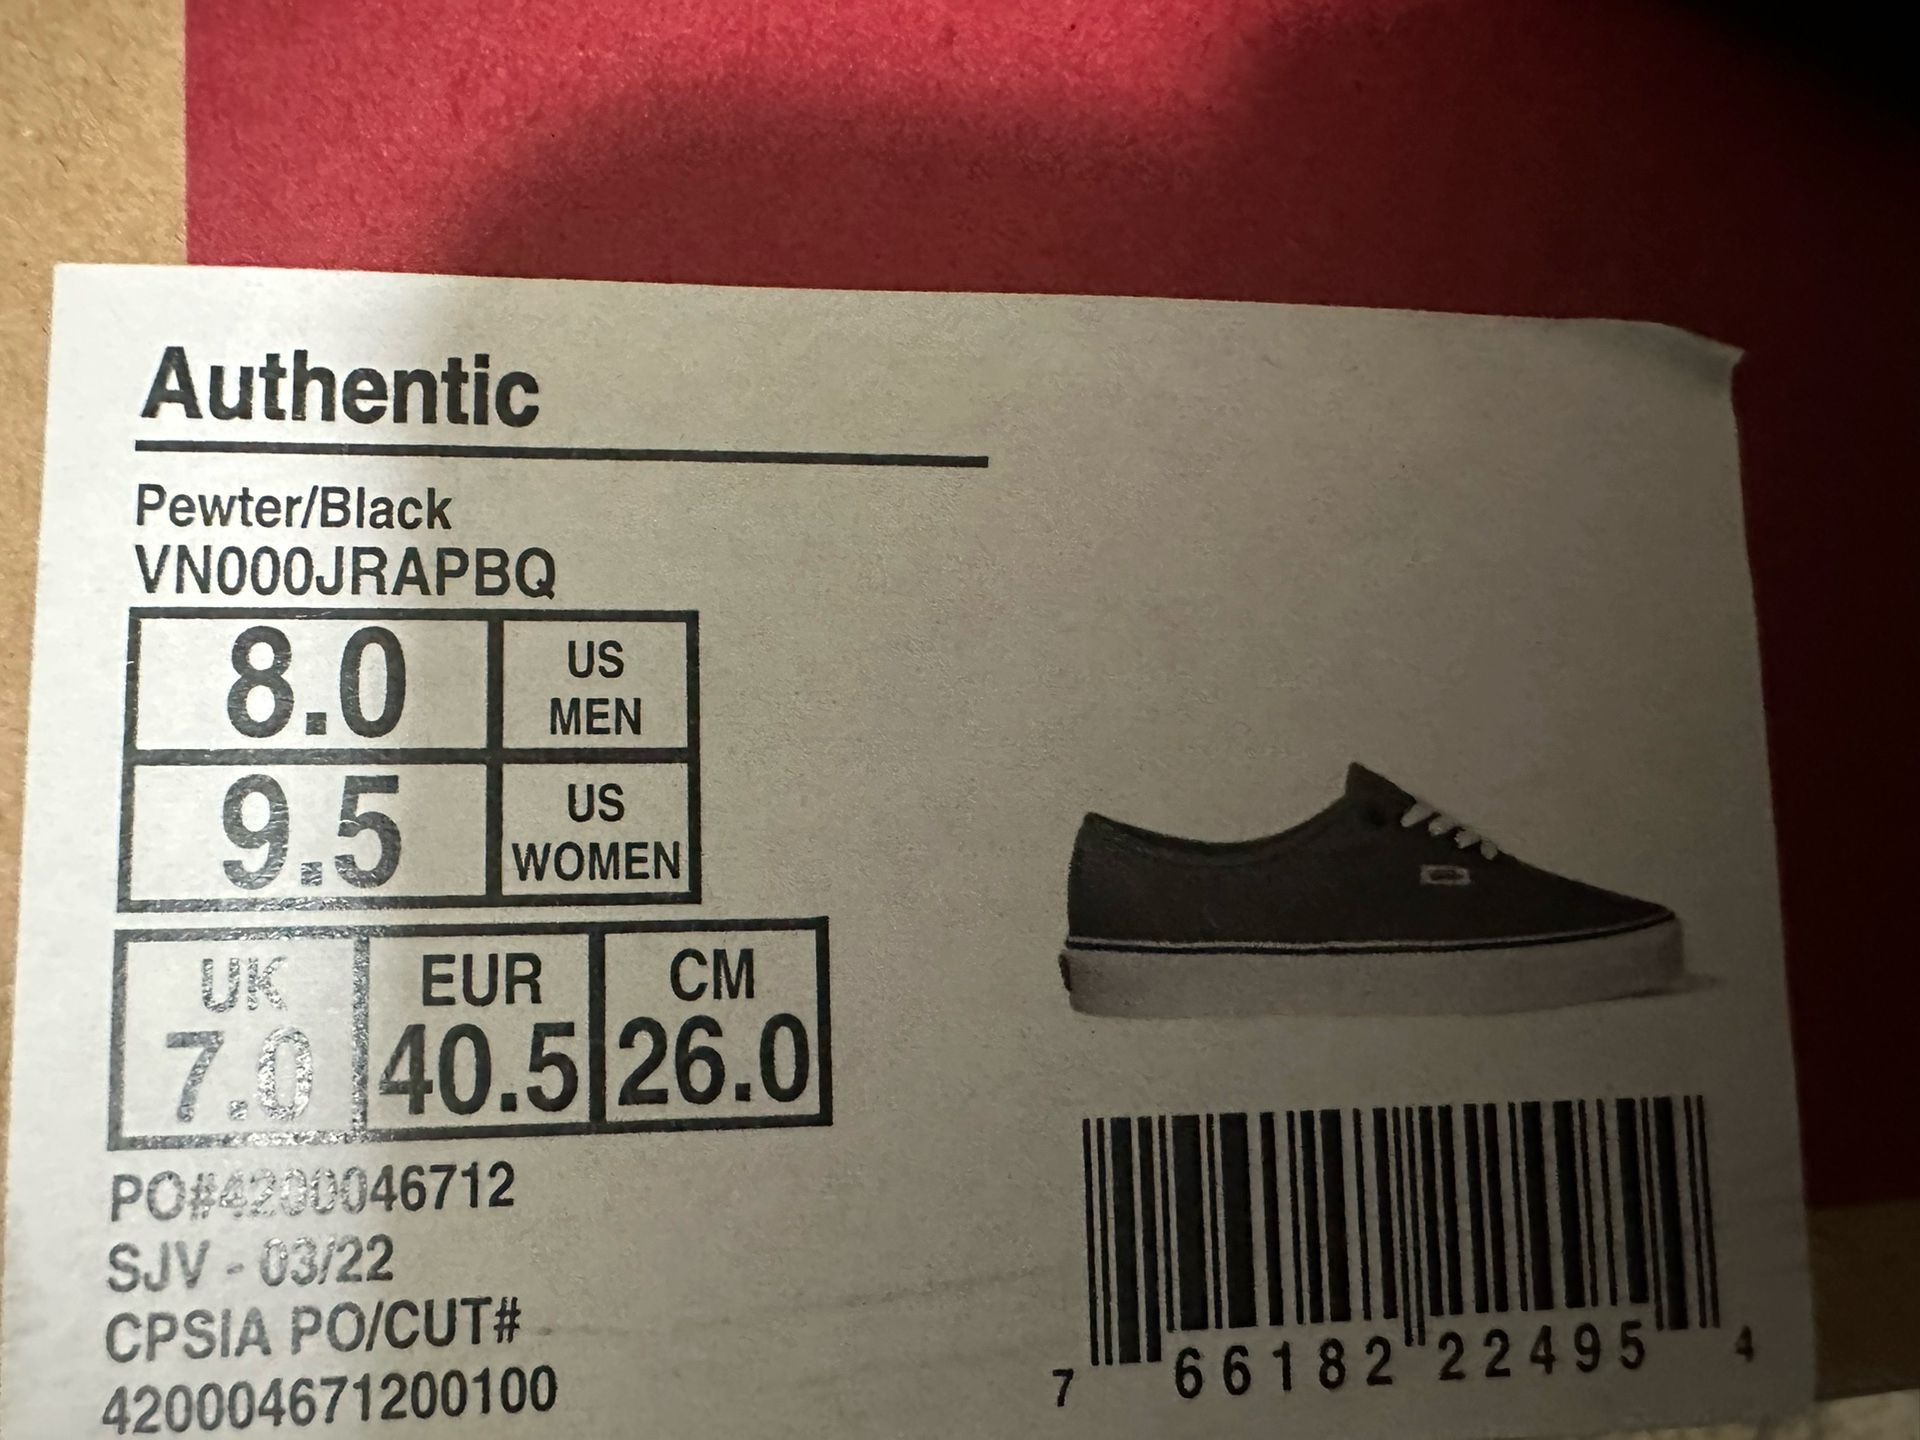 Authentic
Pewter/Black
VN000JRAPBQ
8.0 US MEN
9.5 US WOMEN
UK EUR CM
7.0 40.5 26.0
PO#4200046712
SJV - 03/22
CPSIA PO/CUT#
420004671200100
7 66182 22495 4